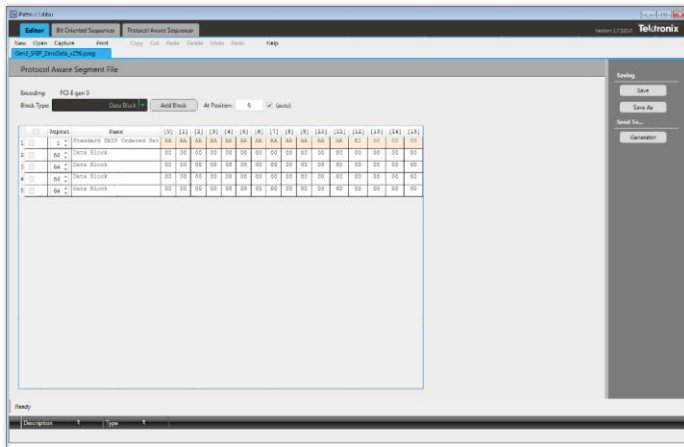 Pattern Editor
Editor Bit Oriented Sequencer Protocol Aware Sequencer
Tektronix
New Open Capture Print Copy Cut Paste Delete Undo Redo Help
Gen3_SKIP_ZeroData_x256.pseg
Protocol Aware Segment File
Saving
Encoding: PCI-E gen 3
Save
Block Type: Data Block Add Block At Position: 6 (auto)
Save As
Send To...
Generator
Repeat Name [0] [1] [2] [3] [4] [5] [6] [7] [8] [9] [10] [11] [12] [13] [14] [15]
1 1 Standard SKIP Ordered Set AA AA AA AA AA AA AA AA AA AA AA AA E1 00 00 00
2 64 Data Block 00 00 00 00 00 00 00 00 00 00 00 00 00 00 00 00
3 64 Data Block 00 00 00 00 00 00 00 00 00 00 00 00 00 00 00 00
4 64 Data Block 00 00 00 00 00 00 00 00 00 00 00 00 00 00 00 00
5 64 Data Block 00 00 00 00 00 00 00 00 00 00 00 00 00 00 00 00
Ready
Description Type